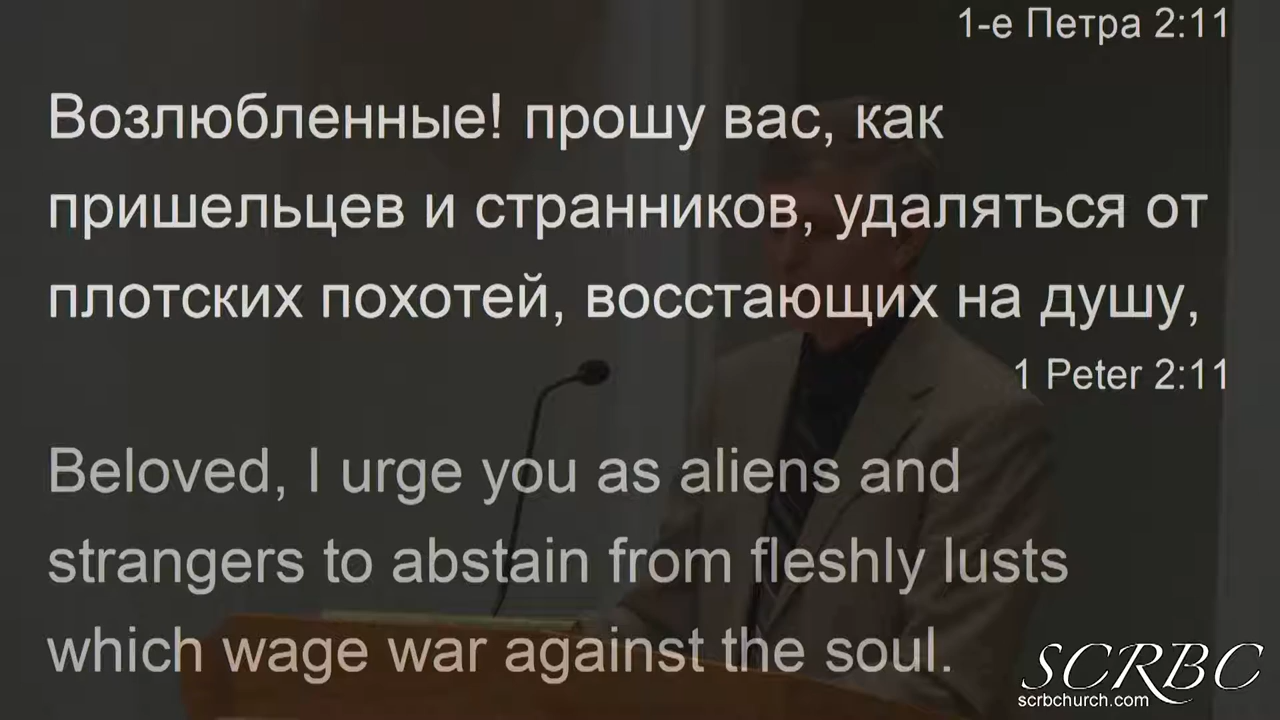 1-е Петра 2:11
Возлюбленные! прошу вас, как
пришельцев и странников, удаляться от
плотских похотей, восстающих на душу,
1 Peter 2:11
Beloved, I urge you as aliens and
strangers to abstain from fleshly lusts
which wage war against the soul.
SCRBC
scrbchurch.com